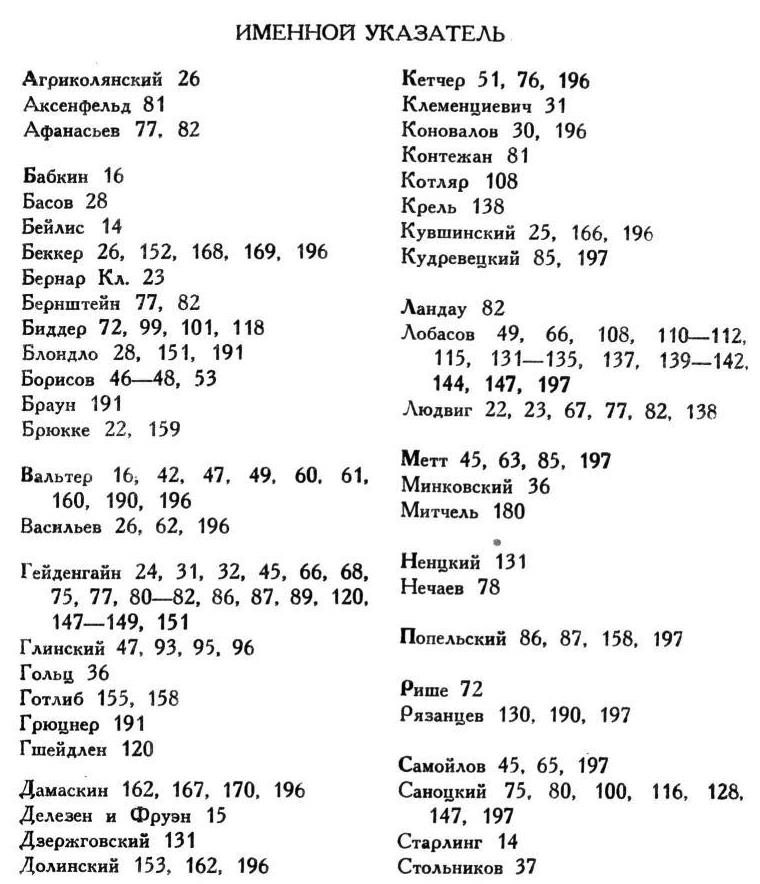 ИМЕННОЙ УКАЗАТЕЛЬ
Агриколянский 26
Аксенфельд 81
Афанасьев 77, 82
Бабкин 16
Басов 28
Бейлис 14
Беккер 26, 152, 168, 169, 196
Бернар Кл. 23
Бернштейн 77, 82
Биддер 72, 99, 101, 118
Блондло 28, 151, 191
Борисов 46—48, 53
Браун 191
Брюкке 22, 159
Вальтер 16, 42, 47, 49, 60, 61,
160, 190, 196
Васильев 26, 62, 196
Гейденгайн 24, 31, 32, 45, 66, 68,
75, 77, 80—82, 86, 87, 89, 120,
147—149, 151
Глинский 47, 93, 95, 96
Гольц 36
Готлиб 155, 158
Грюцнер 191
Гшейдлен 120
Дамаскин 162, 167, 170, 196
Делезен и Фруэн 15
Дзержговский 131
Долинский 153, 162, 196
Кетчер 51, 76, 196
Клеменциевич 31
Коновалов 30, 196
Контежан 81
Котляр 108
Крель 138
Кувшинский 25, 166, 196
Кудревецкий 85, 197
Ландау 82
Лобасов 49, 66, 108, 110—112,
115, 131—135, 137, 139—142,
144, 147, 197
Людвиг 22, 23, 67, 77, 82, 138
Метт 45, 63, 85, 197
Минковский 36
Митчель 180
Ненцкий 131
Нечаев 78
Попельский 86, 87, 158, 197
Рише 72
Рязанцев 130, 190, 197
Самойлов 45, 65, 197
Саноцкий 75, 80, 100, 116, 128,
147, 197
Старлинг 14
Стольников 37